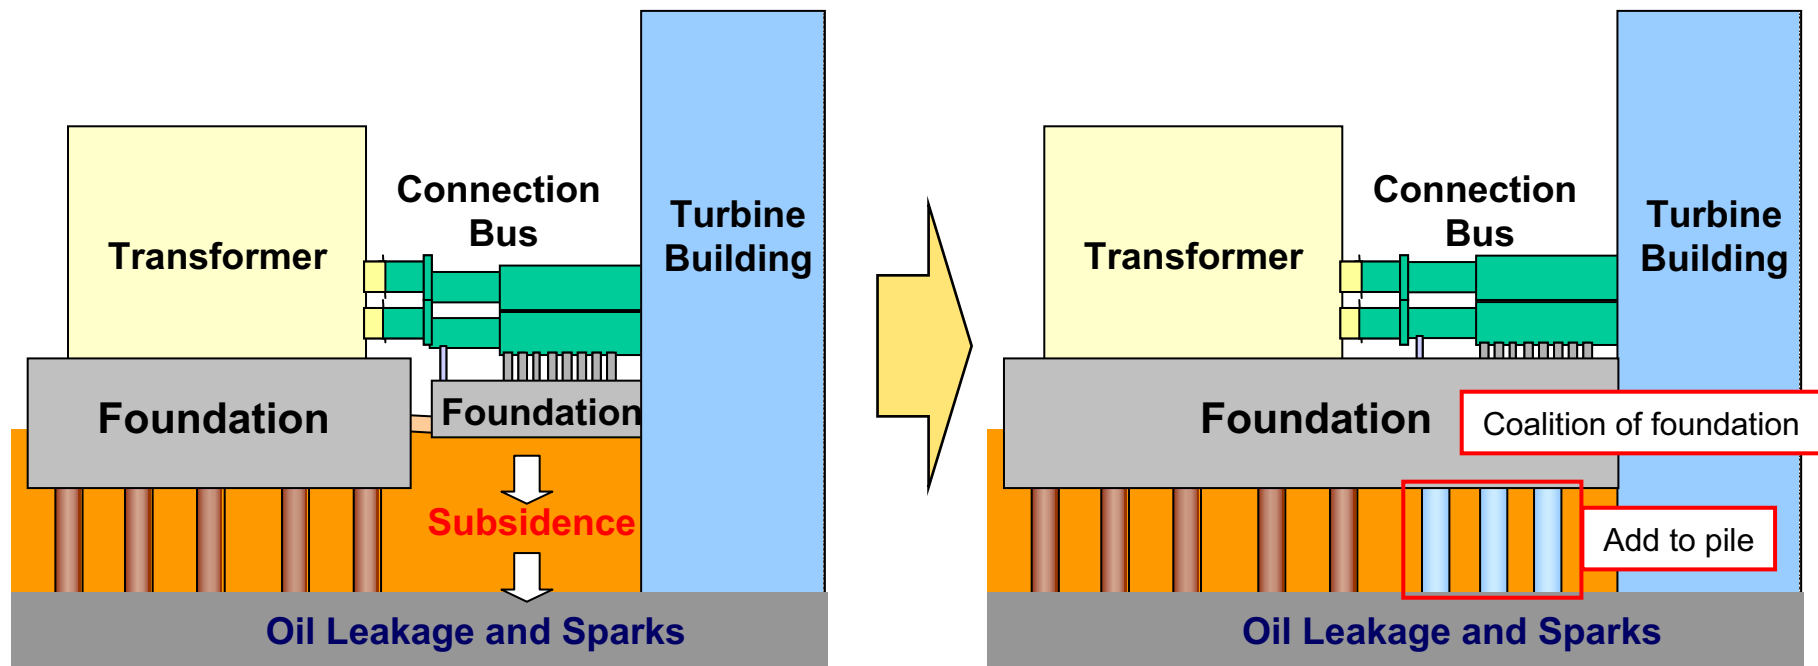 Connection
Bus
Turbine
Building
Transformer
Foundation
Foundation
Subsidence
Oil Leakage and Sparks
Connection
Bus
Turbine
Building
Transformer
Foundation
Coalition of foundation
Add to pile
Oil Leakage and Sparks